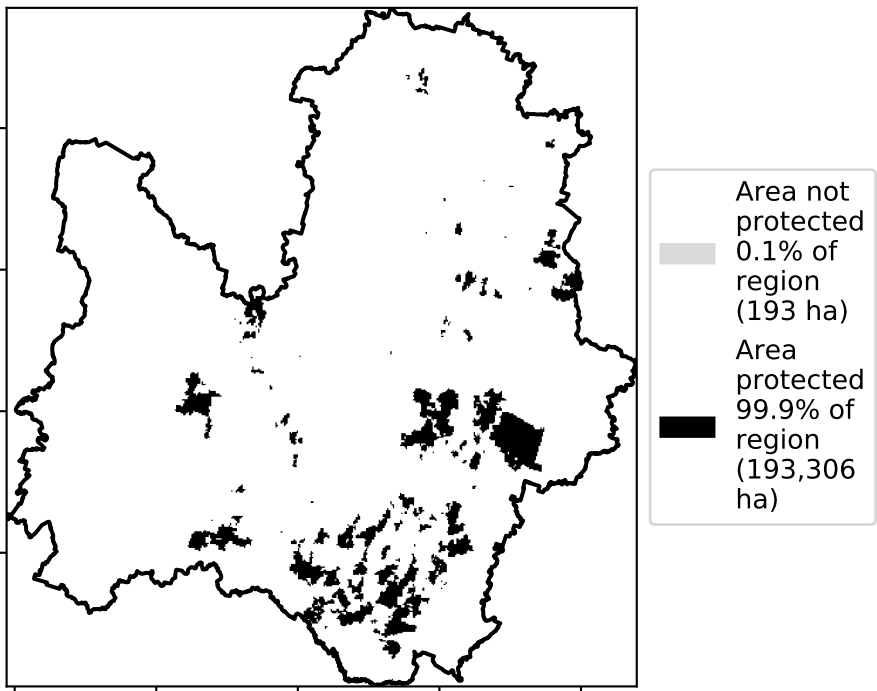 Area not
protected
0.1% of
region
(193 ha)
Area
protected
99.9% of
region
(193,306
ha)